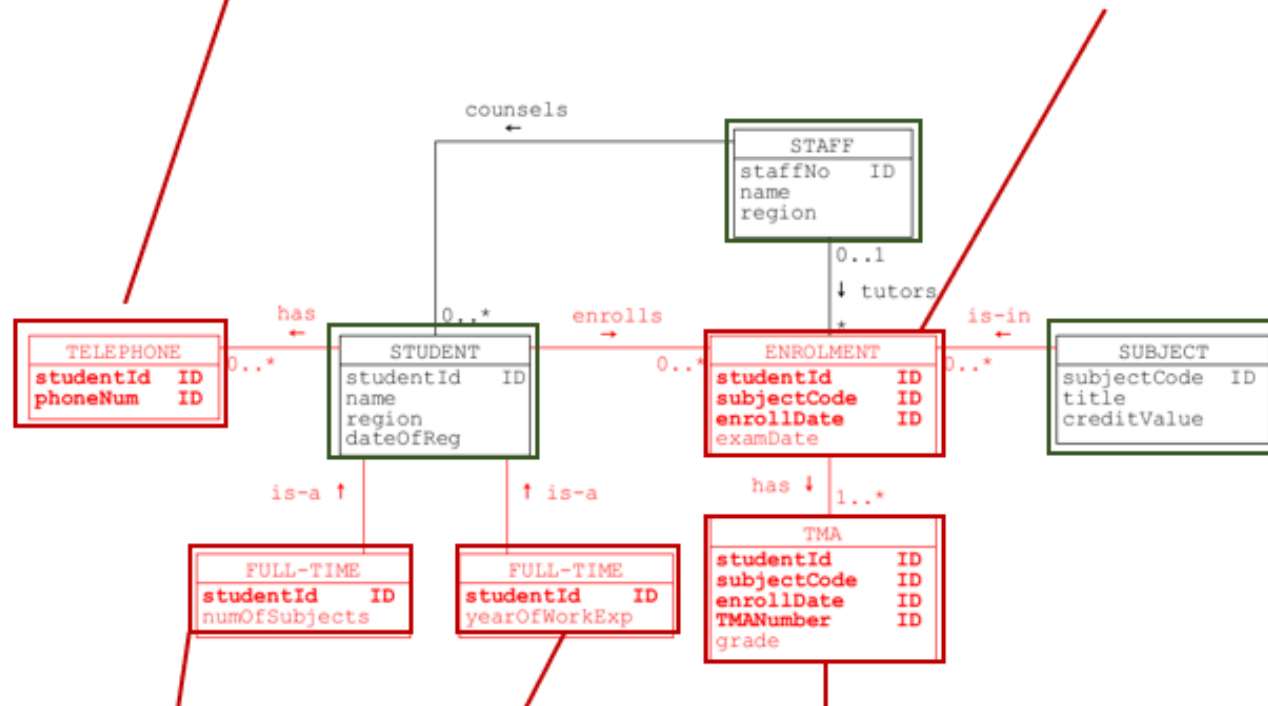 counsels
←
STAFF
staffNo ID
name
region
0..1
↓ tutors
*
has
←
0..*
enrolls
→
is-in
←
TELEPHONE
studentId ID
phoneNum ID
0..*
STUDENT
studentId ID
name
region
dateOfReg
0..*
ENROLMENT
studentId ID
subjectCode ID
enrollDate ID
examDate
0..*
SUBJECT
subjectCode ID
title
creditValue
is-a ↑
↑ is-a
has ↓
1..*
FULL-TIME
studentId ID
numOfSubjects
FULL-TIME
studentId ID
yearOfWorkExp
TMA
studentId ID
subjectCode ID
enrollDate ID
TMANumber ID
grade